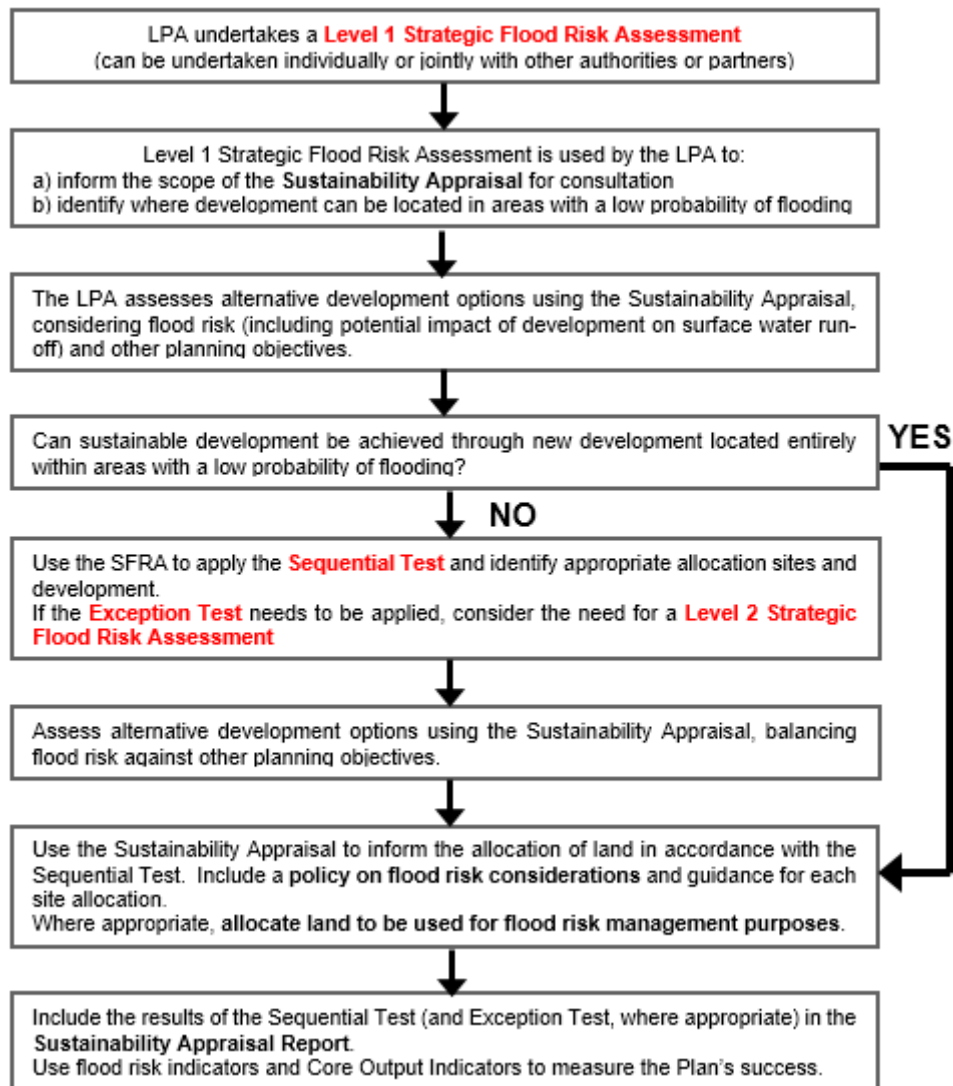 LPA undertakes a Level 1 Strategic Flood Risk Assessment
(can be undertaken individually or jointly with other authorities or partners)
Level 1 Strategic Flood Risk Assessment is used by the LPA to:
a) inform the scope of the Sustainability Appraisal for consultation
b) identify where development can be located in areas with a low probability of flooding
The LPA assesses alternative development options using the Sustainability Appraisal,
considering flood risk (including potential impact of development on surface water run-
off) and other planning objectives.
Can sustainable development be achieved through new development located entirely
within areas with a low probability of flooding?
YES
NO
Use the SFRA to apply the Sequential Test and identify appropriate allocation sites and
development.
If the Exception Test needs to be applied, consider the need for a Level 2 Strategic
Flood Risk Assessment
Assess alternative development options using the Sustainability Appraisal, balancing
flood risk against other planning objectives.
Use the Sustainability Appraisal to inform the allocation of land in accordance with the
Sequential Test. Include a policy on flood risk considerations and guidance for each
site allocation.
Where appropriate, allocate land to be used for flood risk management purposes.
Include the results of the Sequential Test (and Exception Test, where appropriate) in the
Sustainability Appraisal Report.
Use flood risk indicators and Core Output Indicators to measure the Plan's success.